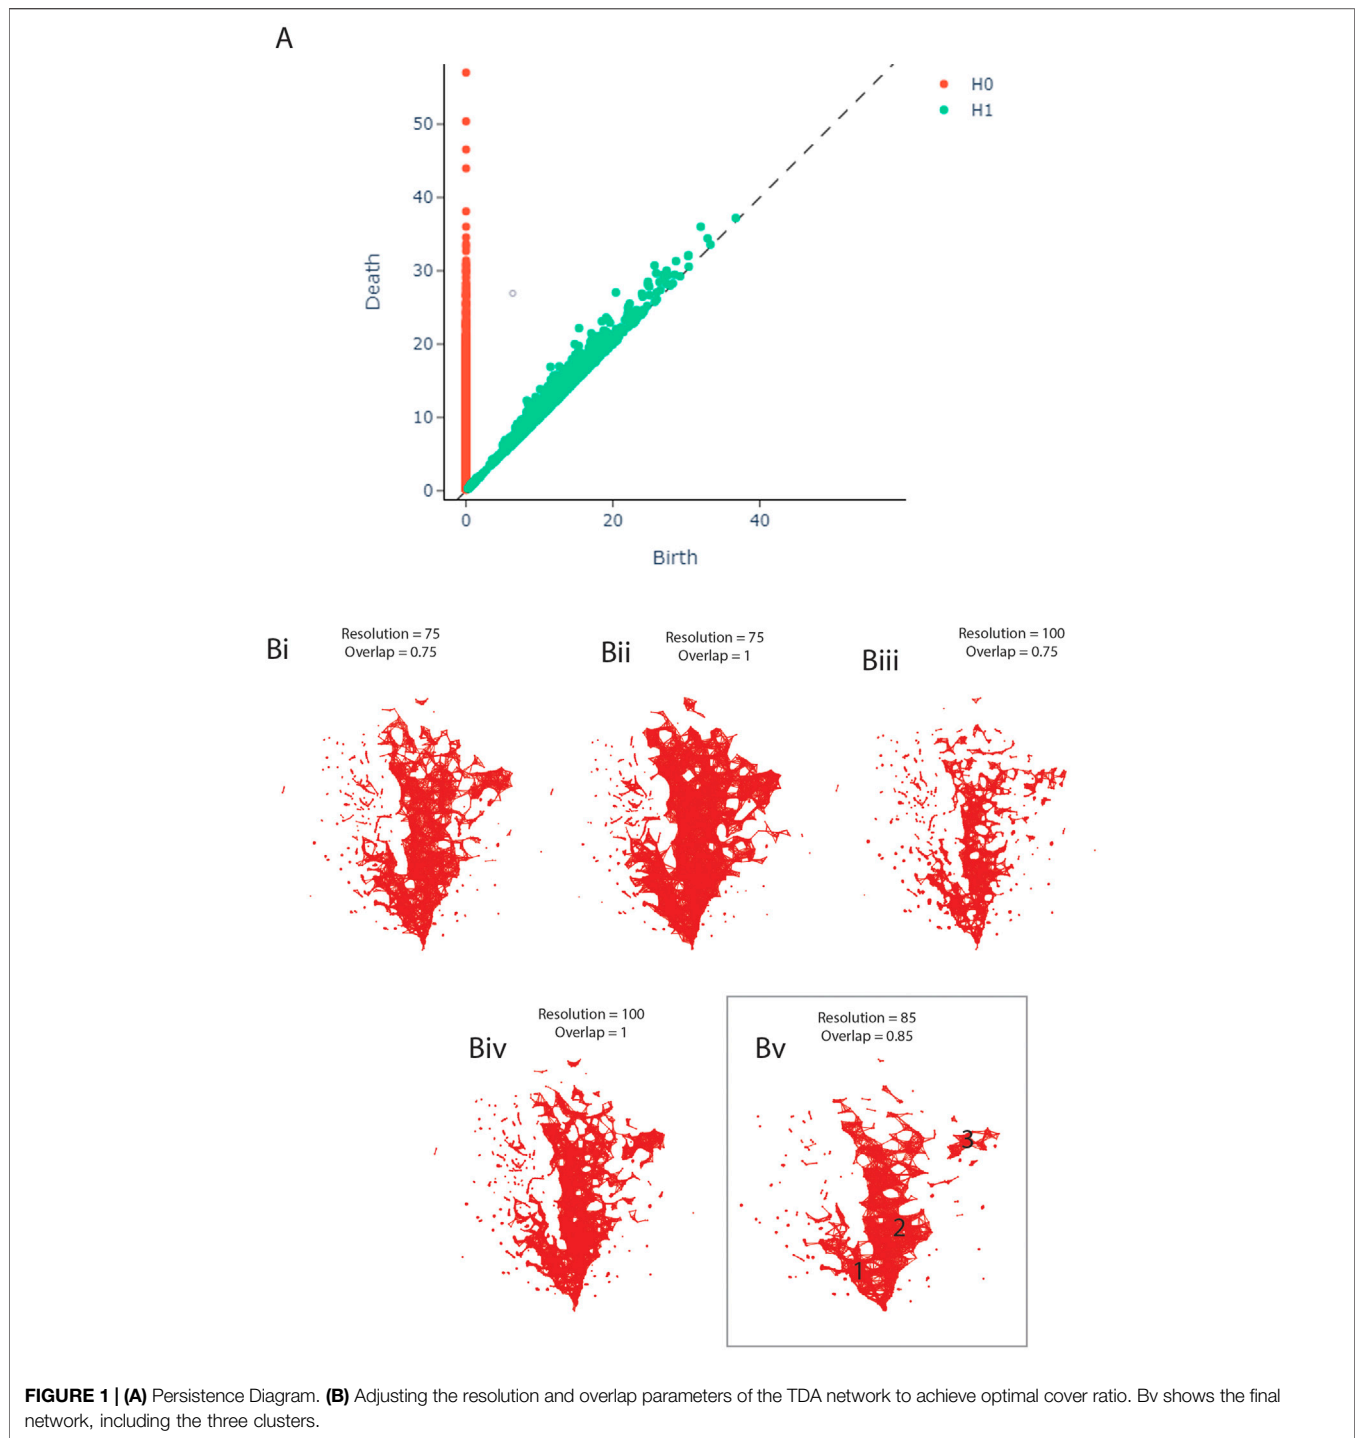 A
H0
H1
50
40
30
20
10
0
Death
0
20
40
Birth
Bi
Resolution = 75
Overlap = 0.75
Bii
Resolution = 75
Overlap = 1
Biii
Resolution = 100
Overlap = 0.75
Biv
Resolution = 100
Overlap = 1
Bv
Resolution = 85
Overlap = 0.85
3
2
1
FIGURE 1 | (A) Persistence Diagram. (B) Adjusting the resolution and overlap parameters of the TDA network to achieve optimal cover ratio. Bv shows the final
network, including the three clusters.